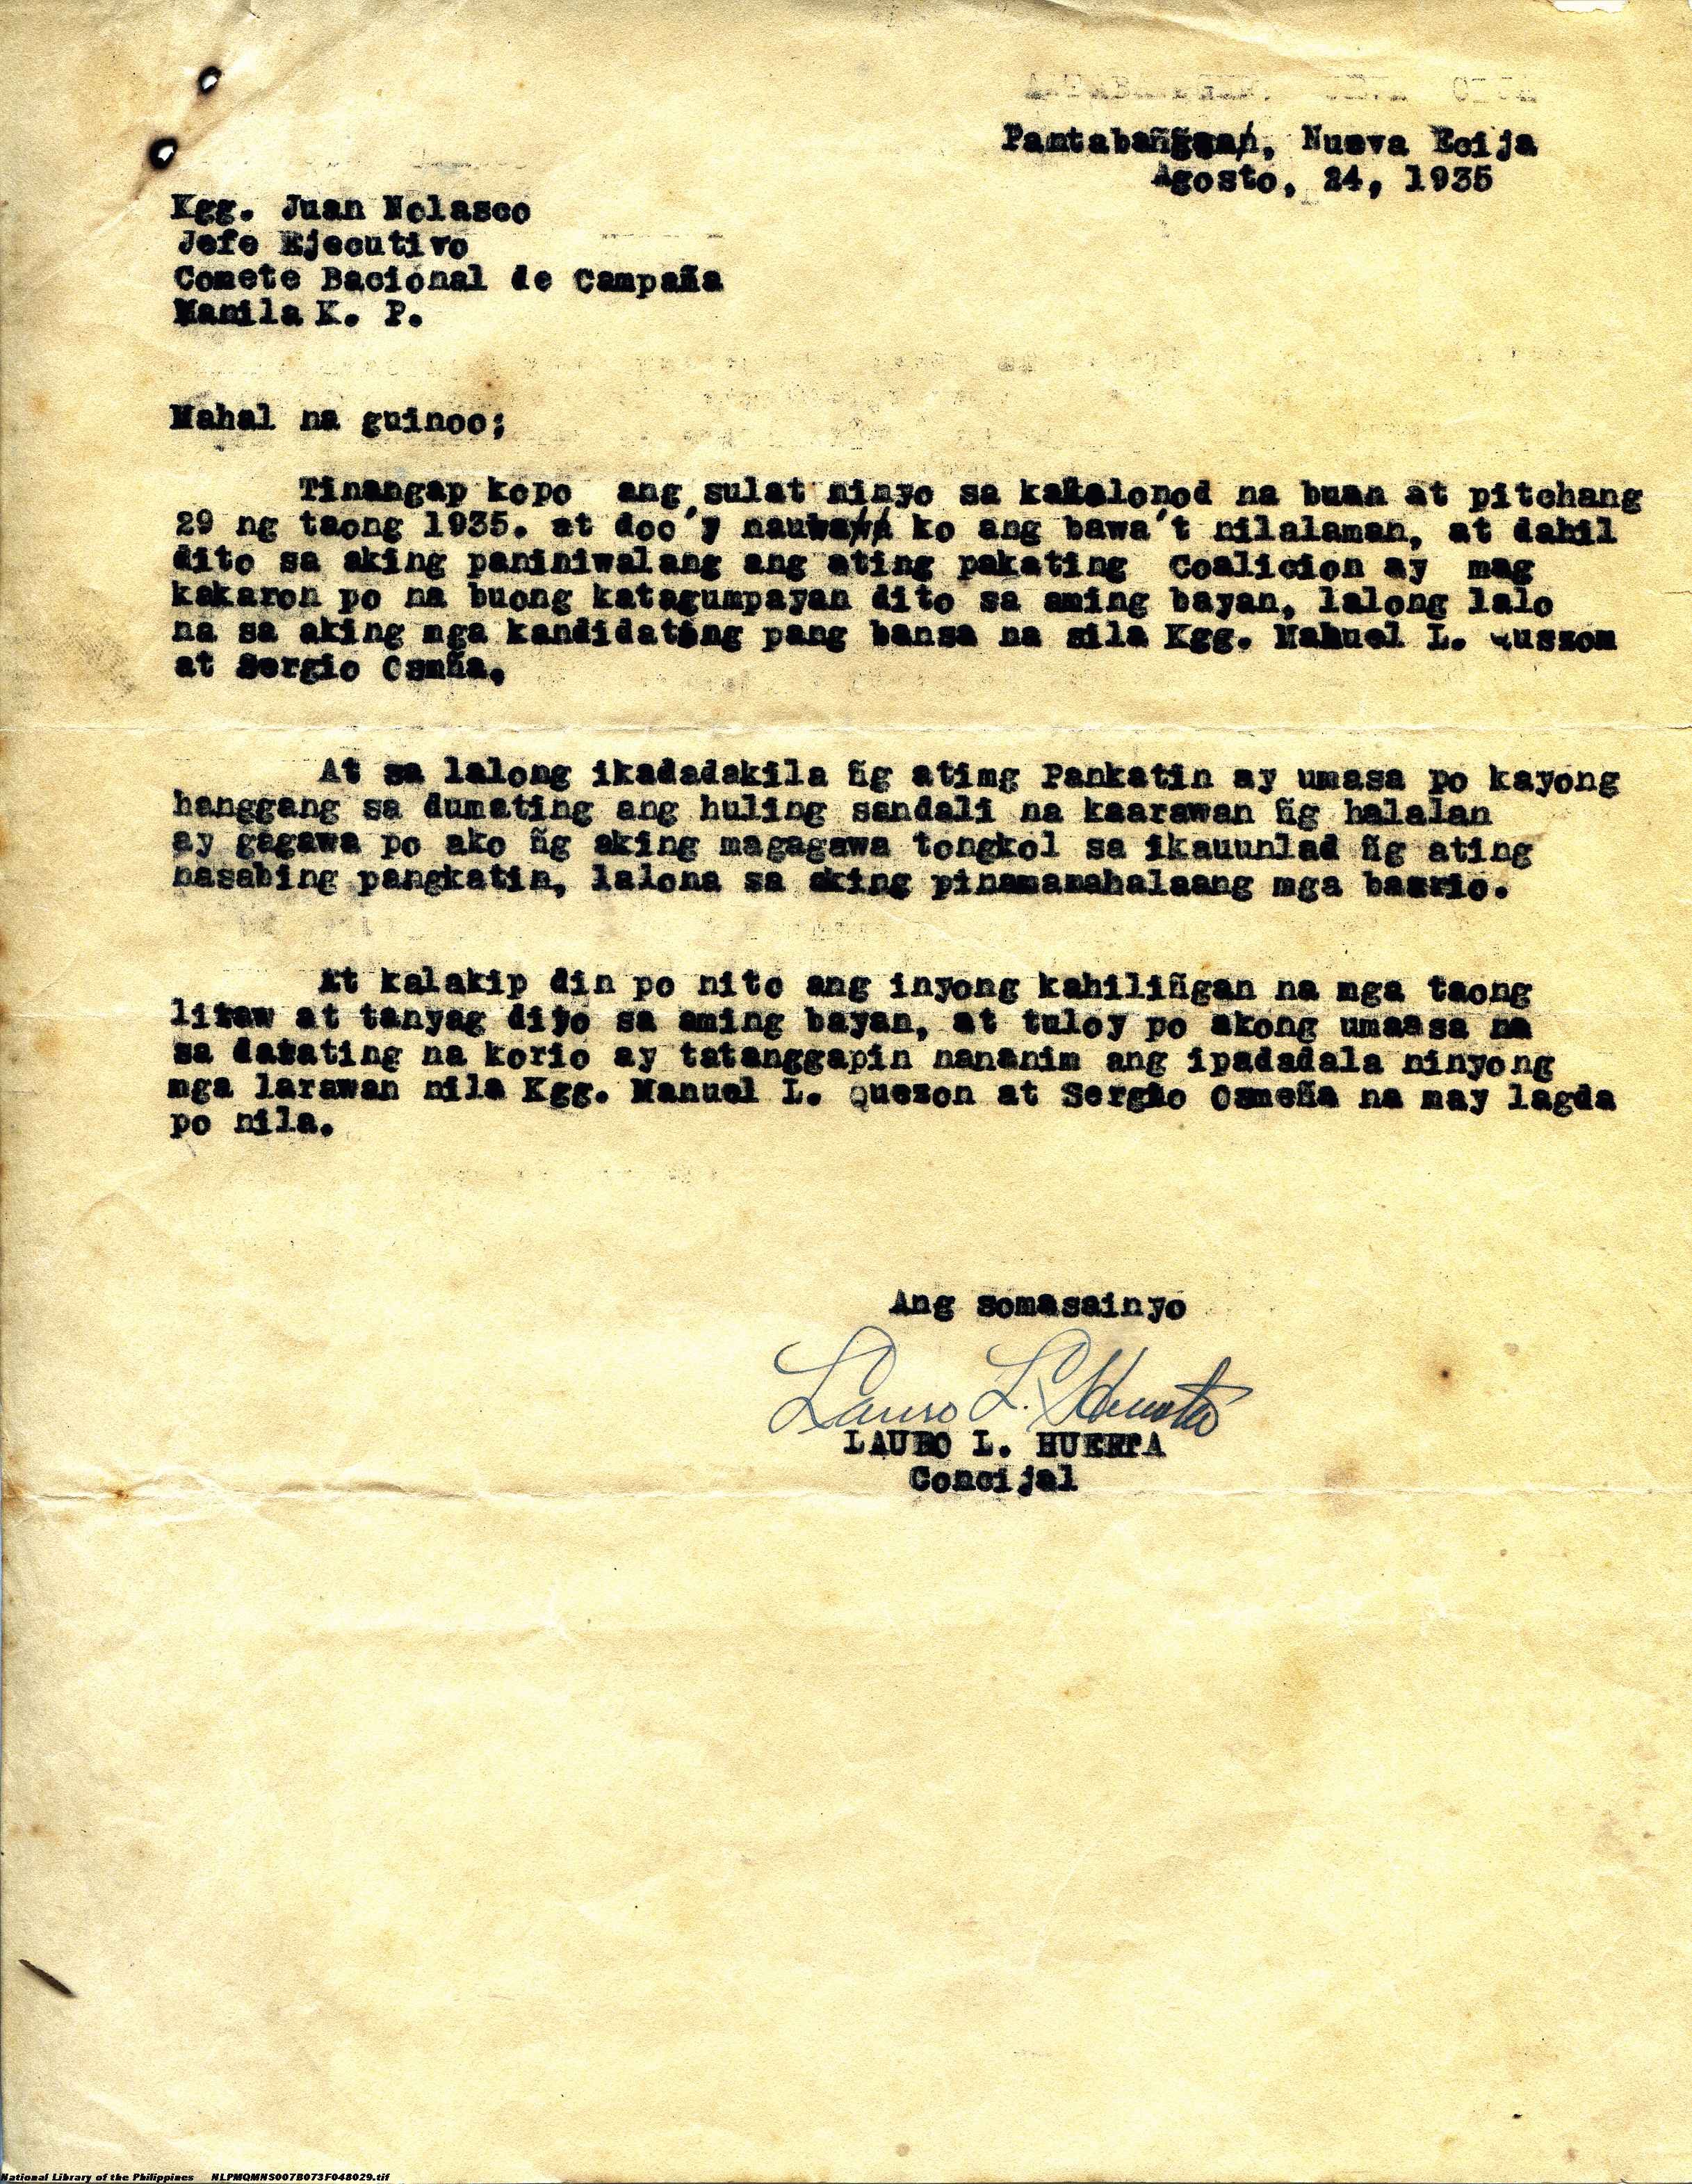 Pantabañgan, Nueva Ecija
Agosto, 24, 1935
Kgg. Juan Nolasco
Jefe Ejecutivo
Comete Bacional de Campaña
Manila K. P.
Mahal na guinoo;
Tinangap kopo ang sulat ninyo sa na buan at pitchang
29 ng taong 1935. at doo'y ko ang bawa't nilalaman, at dahil
dito sa aking paniniwalang ang ating pakating Coalicion ay mag
kakaron po na buong katagumpayan dito sa aming bayan, lalong lalo
na sa aking mga kandidatong pang bansa na sila Kgg. Manuel L.
at Sergio Osmña,
At sa lalong ikadadakila ñg atimg Pankatin ay umasa po kayong
hanggang sa dumating ang huling sandali na kaarawan ñg halalan
ay gagawa po ako ñg aking magagawa tongkol sa ikauunlad ñg ating
nasabing pangkatin, lalona sa aking pinamamahalaang mga barrio.
At kalakip din po nito ang inyong kahiliñgan na mga taong
litaw at tanyag dito sa aming bayan, at tuloy po akong umaasa na
sa darating na korio ay tatanggapin nananim ang ipadadala ninyong
mga larawan nila Kgg. Manuel L. Quezon at Sergio Osmeña na may lagda
po nila.
Ang somasainyo
Lauro L. Huerta
LAURO L. HUERTA
Concijal
National Library of the Philippines NLPMQMNS007B073F048029.tif